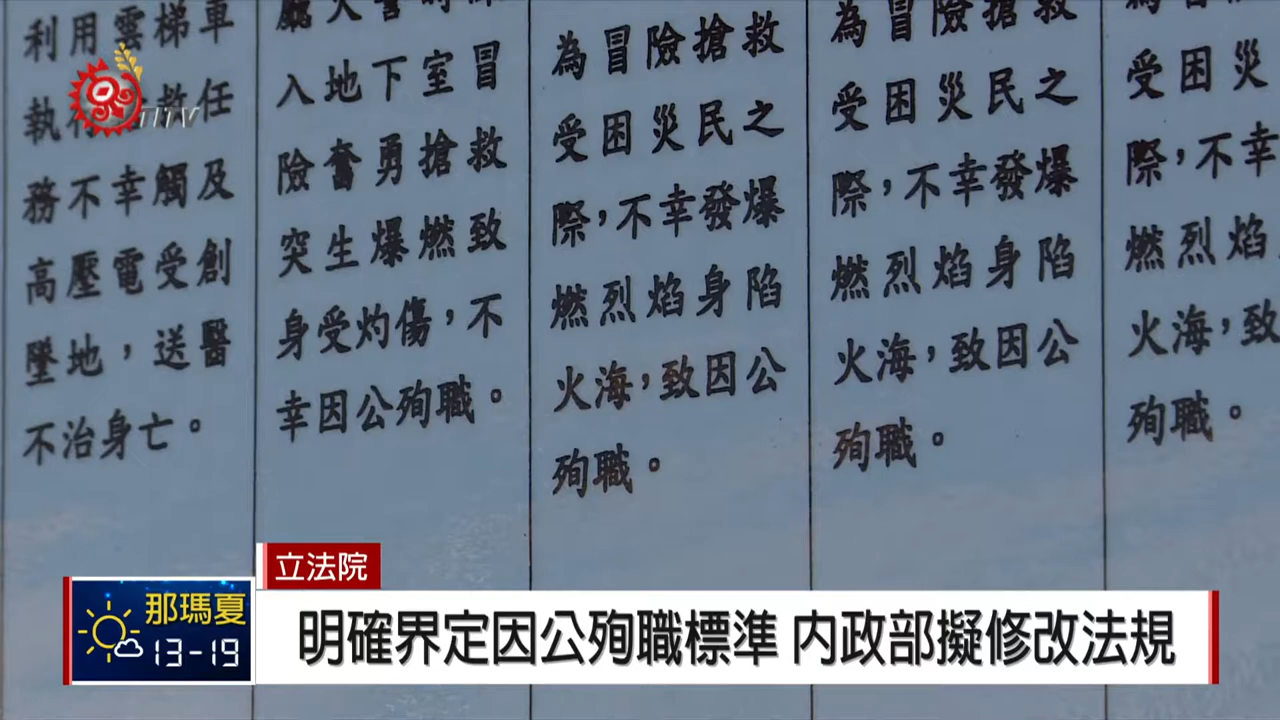 利用雲梯車
執行 救任
務不幸觸及
高壓電受創
墜地，送醫
不治身亡。
入地下室冒
險奮勇搶救
突生爆燃致
身受灼傷，不
幸因公殉職。
為冒險搶救
受困災民之
際，不幸發爆
燃烈焰身陷
火海，致因公
殉職。
為冒險搶救
受困災民之
際，不幸發爆
燃烈焰身陷
火海，致因公
殉職。
受困災
際，不幸
燃烈焰
火海，致
殉職。
TITV
立法院
那瑪夏
13-19
明確界定因公殉職標準 內政部擬修改法規